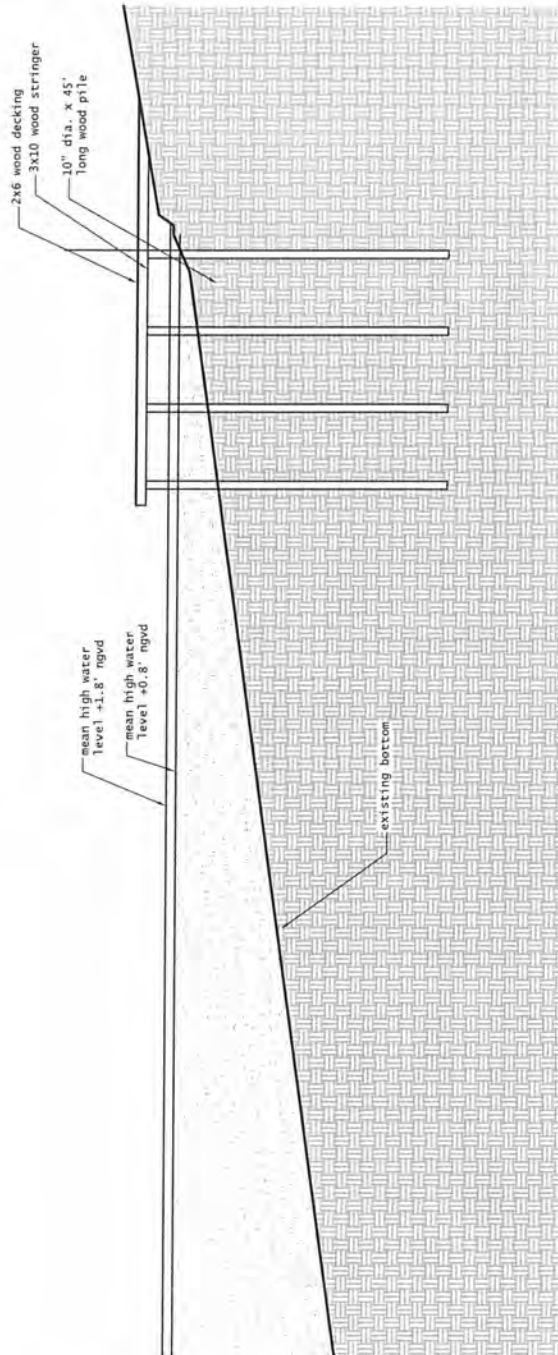 2x6 wood decking
3x10 wood stringer
10" dia. x 45'
long wood pile
mean high water
level +1.8' ngvd
mean high water
level +0.8' ngvd
existing bottom